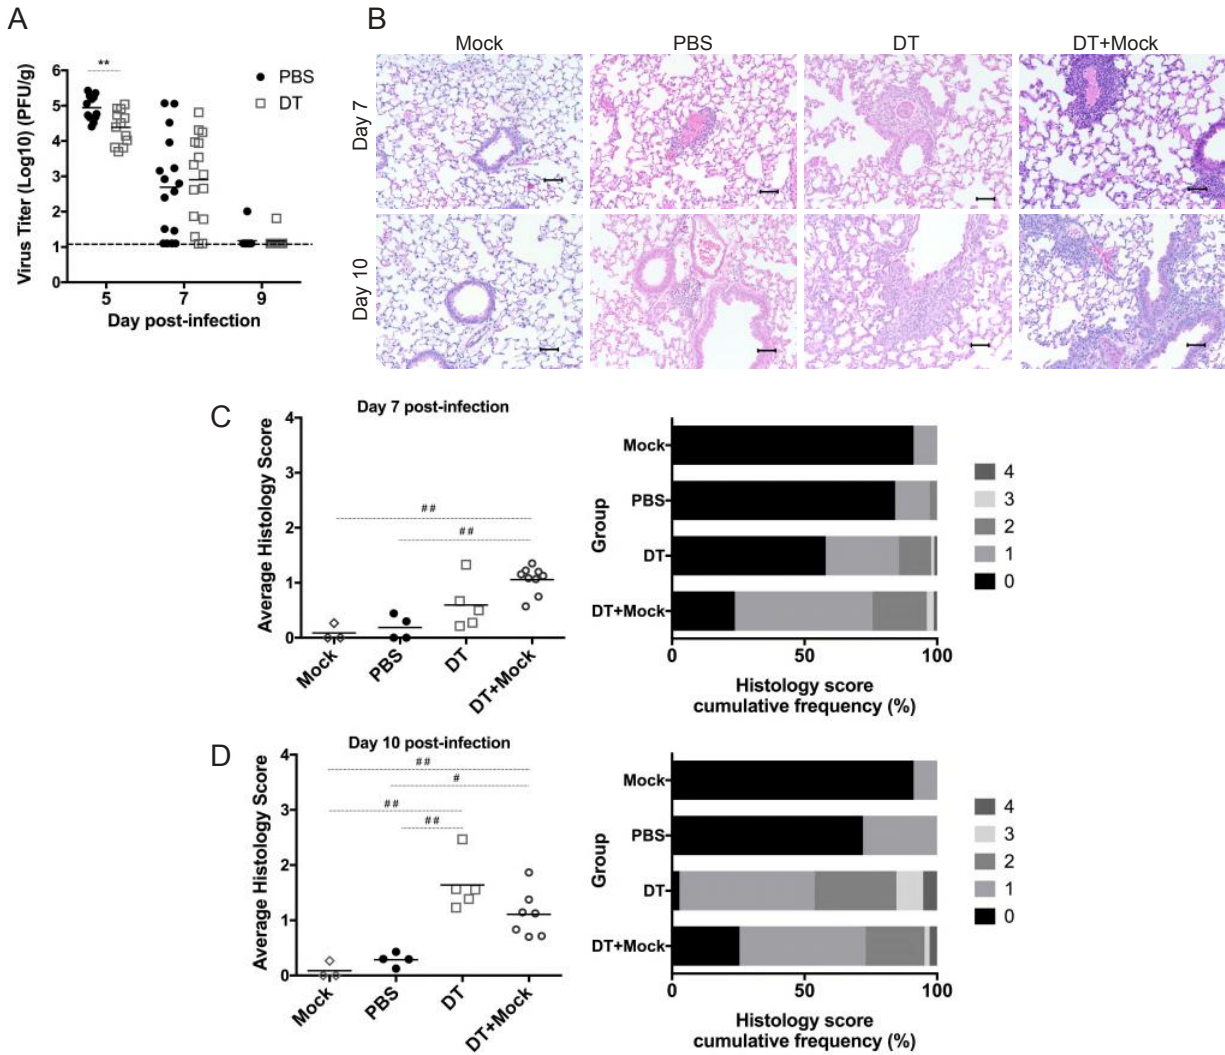 A
B
Mock
PBS
DT
DT+Mock
Day 7
Day 10
**
PBS
DT
Virus Titer (Log10) (PFU/g)
6
5
4
3
2
1
0
5
7
9
Day post-infection
C
Day 7 post-infection
Average Histology Score
4
3
2
1
0
##
##
Mock
PBS
DT
DT+Mock
Group
Mock
PBS
DT
DT+Mock
0
50
100
Histology score
cumulative frequency (%)
4
3
2
1
0
D
Day 10 post-infection
Average Histology Score
4
3
2
1
0
##
#
##
##
Mock
PBS
DT
DT+Mock
Group
Mock
PBS
DT
DT+Mock
0
50
100
Histology score
cumulative frequency (%)
4
3
2
1
0